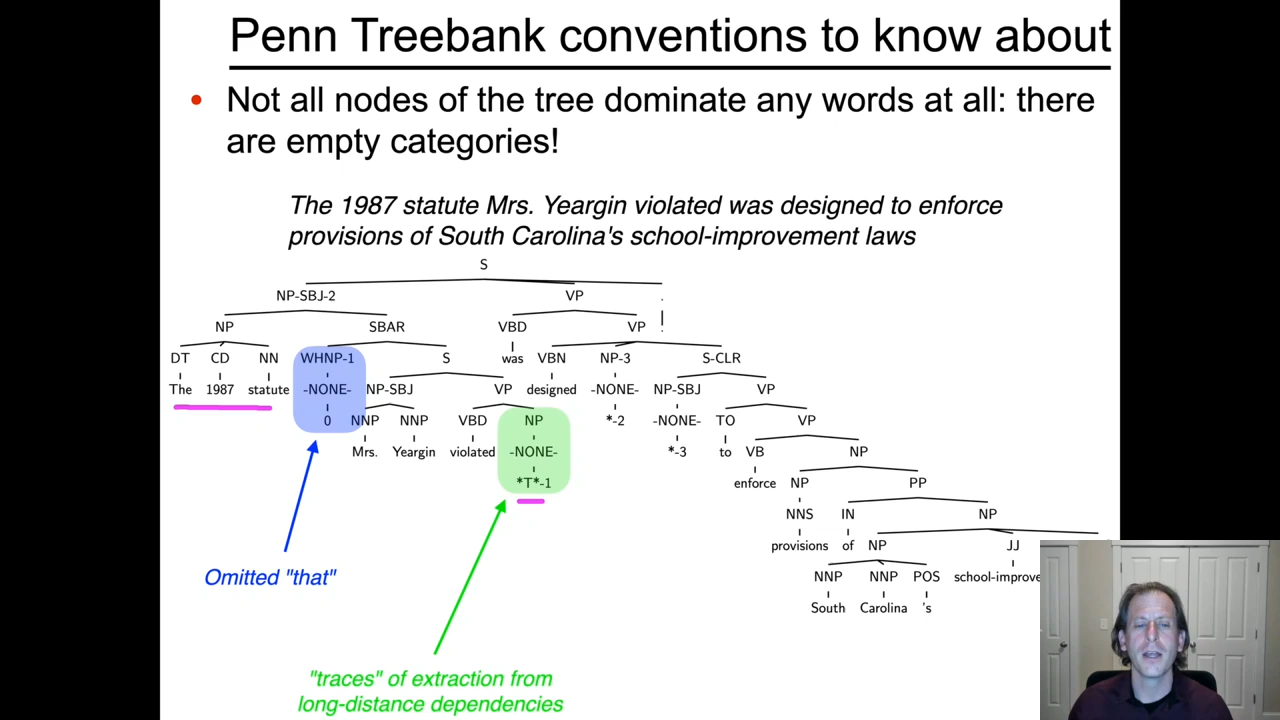 Penn Treebank conventions to know about
• Not all nodes of the tree dominate any words at all: there
are empty categories!
The 1987 statute Mrs. Yeargin violated was designed to enforce
provisions of South Carolina's school-improvement laws
S
NP-SBJ-2 VP .
NP SBAR VBD VP .
DT CD NN WHNP-1 S was VBN NP-3 S-CLR
The 1987 statute -NONE- NP-SBJ VP designed -NONE- NP-SBJ VP
0 NNP NNP VBD NP *-2 -NONE- TO VP
Mrs. Yeargin violated -NONE- *-3 to VB NP
*T*-1 enforce NP PP
NNS IN NP
provisions of NP JJ
Omitted "that" NNP NNP POS school-improve
South Carolina 's
"traces" of extraction from
long-distance dependencies